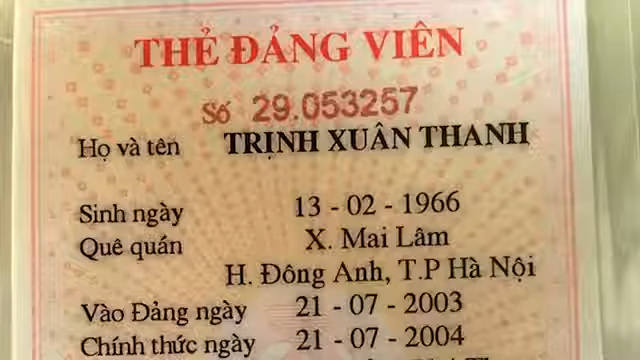 THẺ ĐẢNG VIÊN
Số 29.053257
Họ và tên TRỊNH XUÂN THANH
Sinh ngày 13 - 02 - 1966
Quê quán X. Mai Lâm
H. Đông Anh, T.P Hà Nội
Vào Đảng ngày 21 - 07 - 2003
Chính thức ngày 21 - 07 - 2004